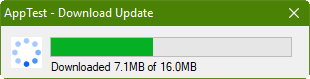 AppTest - Download Update
Downloaded 7.1MB of 16.0MB